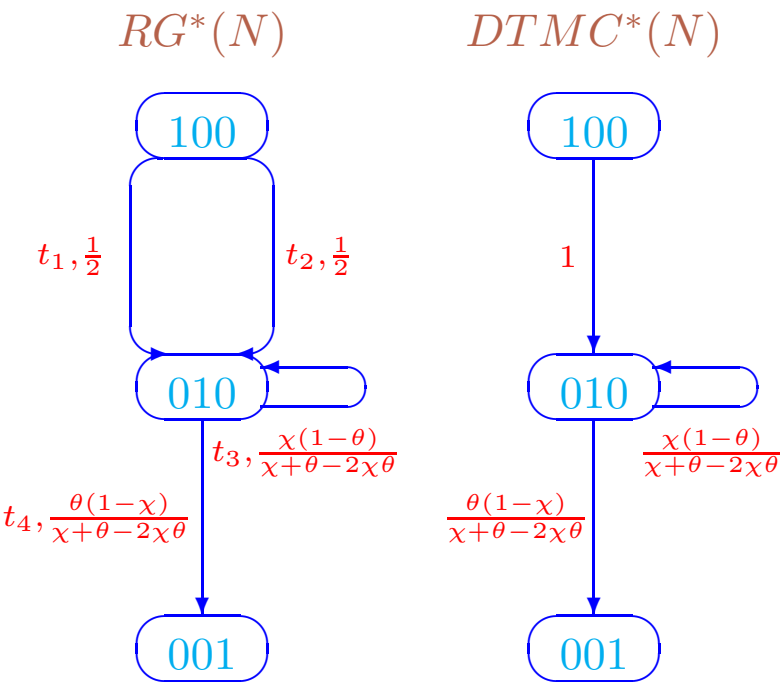 RG*(N) DTMC*(N)
100 100
t₁, 1/2 t₂, 1/2 1
010 010
t₃, χ(1−θ)/(χ+θ−2χθ) χ(1−θ)/(χ+θ−2χθ)
t₄, θ(1−χ)/(χ+θ−2χθ) θ(1−χ)/(χ+θ−2χθ)
001 001